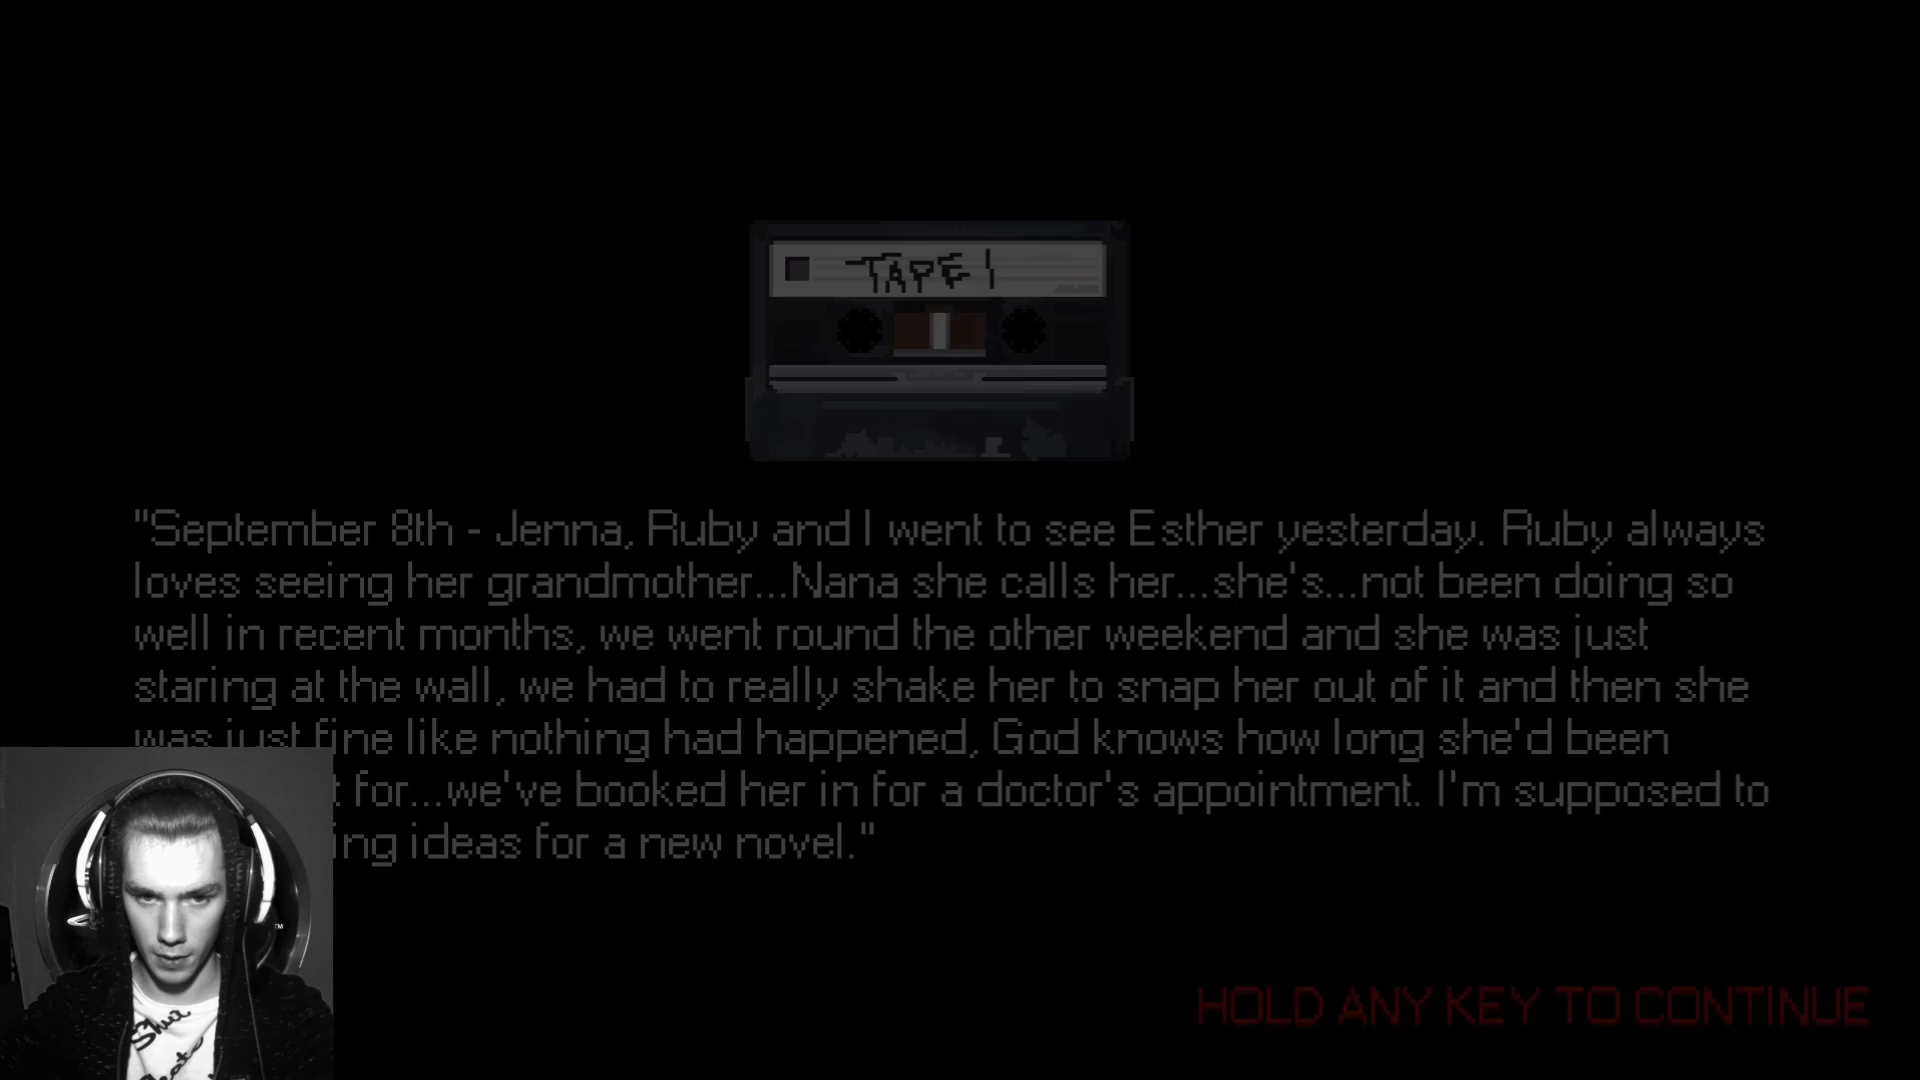 TAPE 1
"September 8th - Jenna, Ruby and I went to see Esther yesterday. Ruby always
loves seeing her grandmother...Nana she calls her...she's...not been doing so
well in recent months, we went round the other weekend and she was just
staring at the wall, we had to really shake her to snap her out of it and then she
was just fine like nothing had happened, God knows how long she'd been
for...we've booked her in for a doctor's appointment. I'm supposed to
ideas for a new novel."
TM
HOLD ANY KEY TO CONTINUE